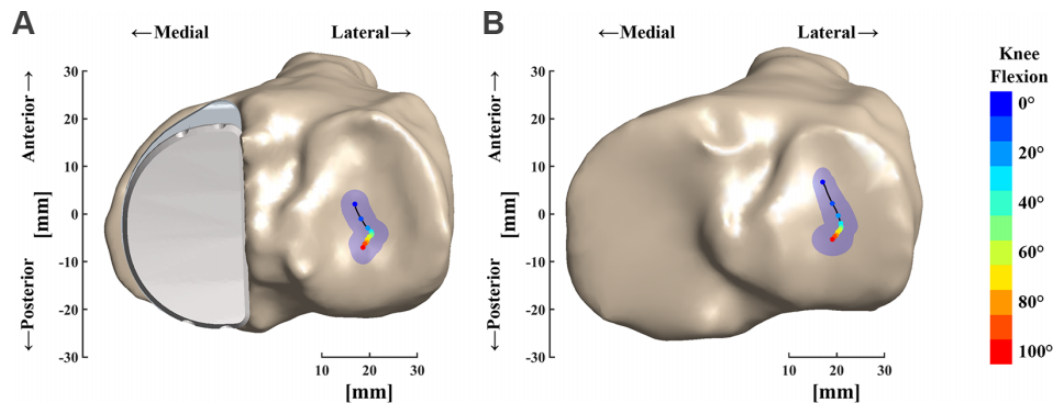 A
←Medial
Lateral→
Anterior→
[mm]
←Posterior
30
20
10
0
-10
-20
-30
10 20 30
[mm]
B
←Medial
Lateral→
Anterior→
[mm]
←Posterior
30
20
10
0
-10
-20
-30
10 20 30
[mm]
Knee
Flexion
0°
20°
40°
60°
80°
100°